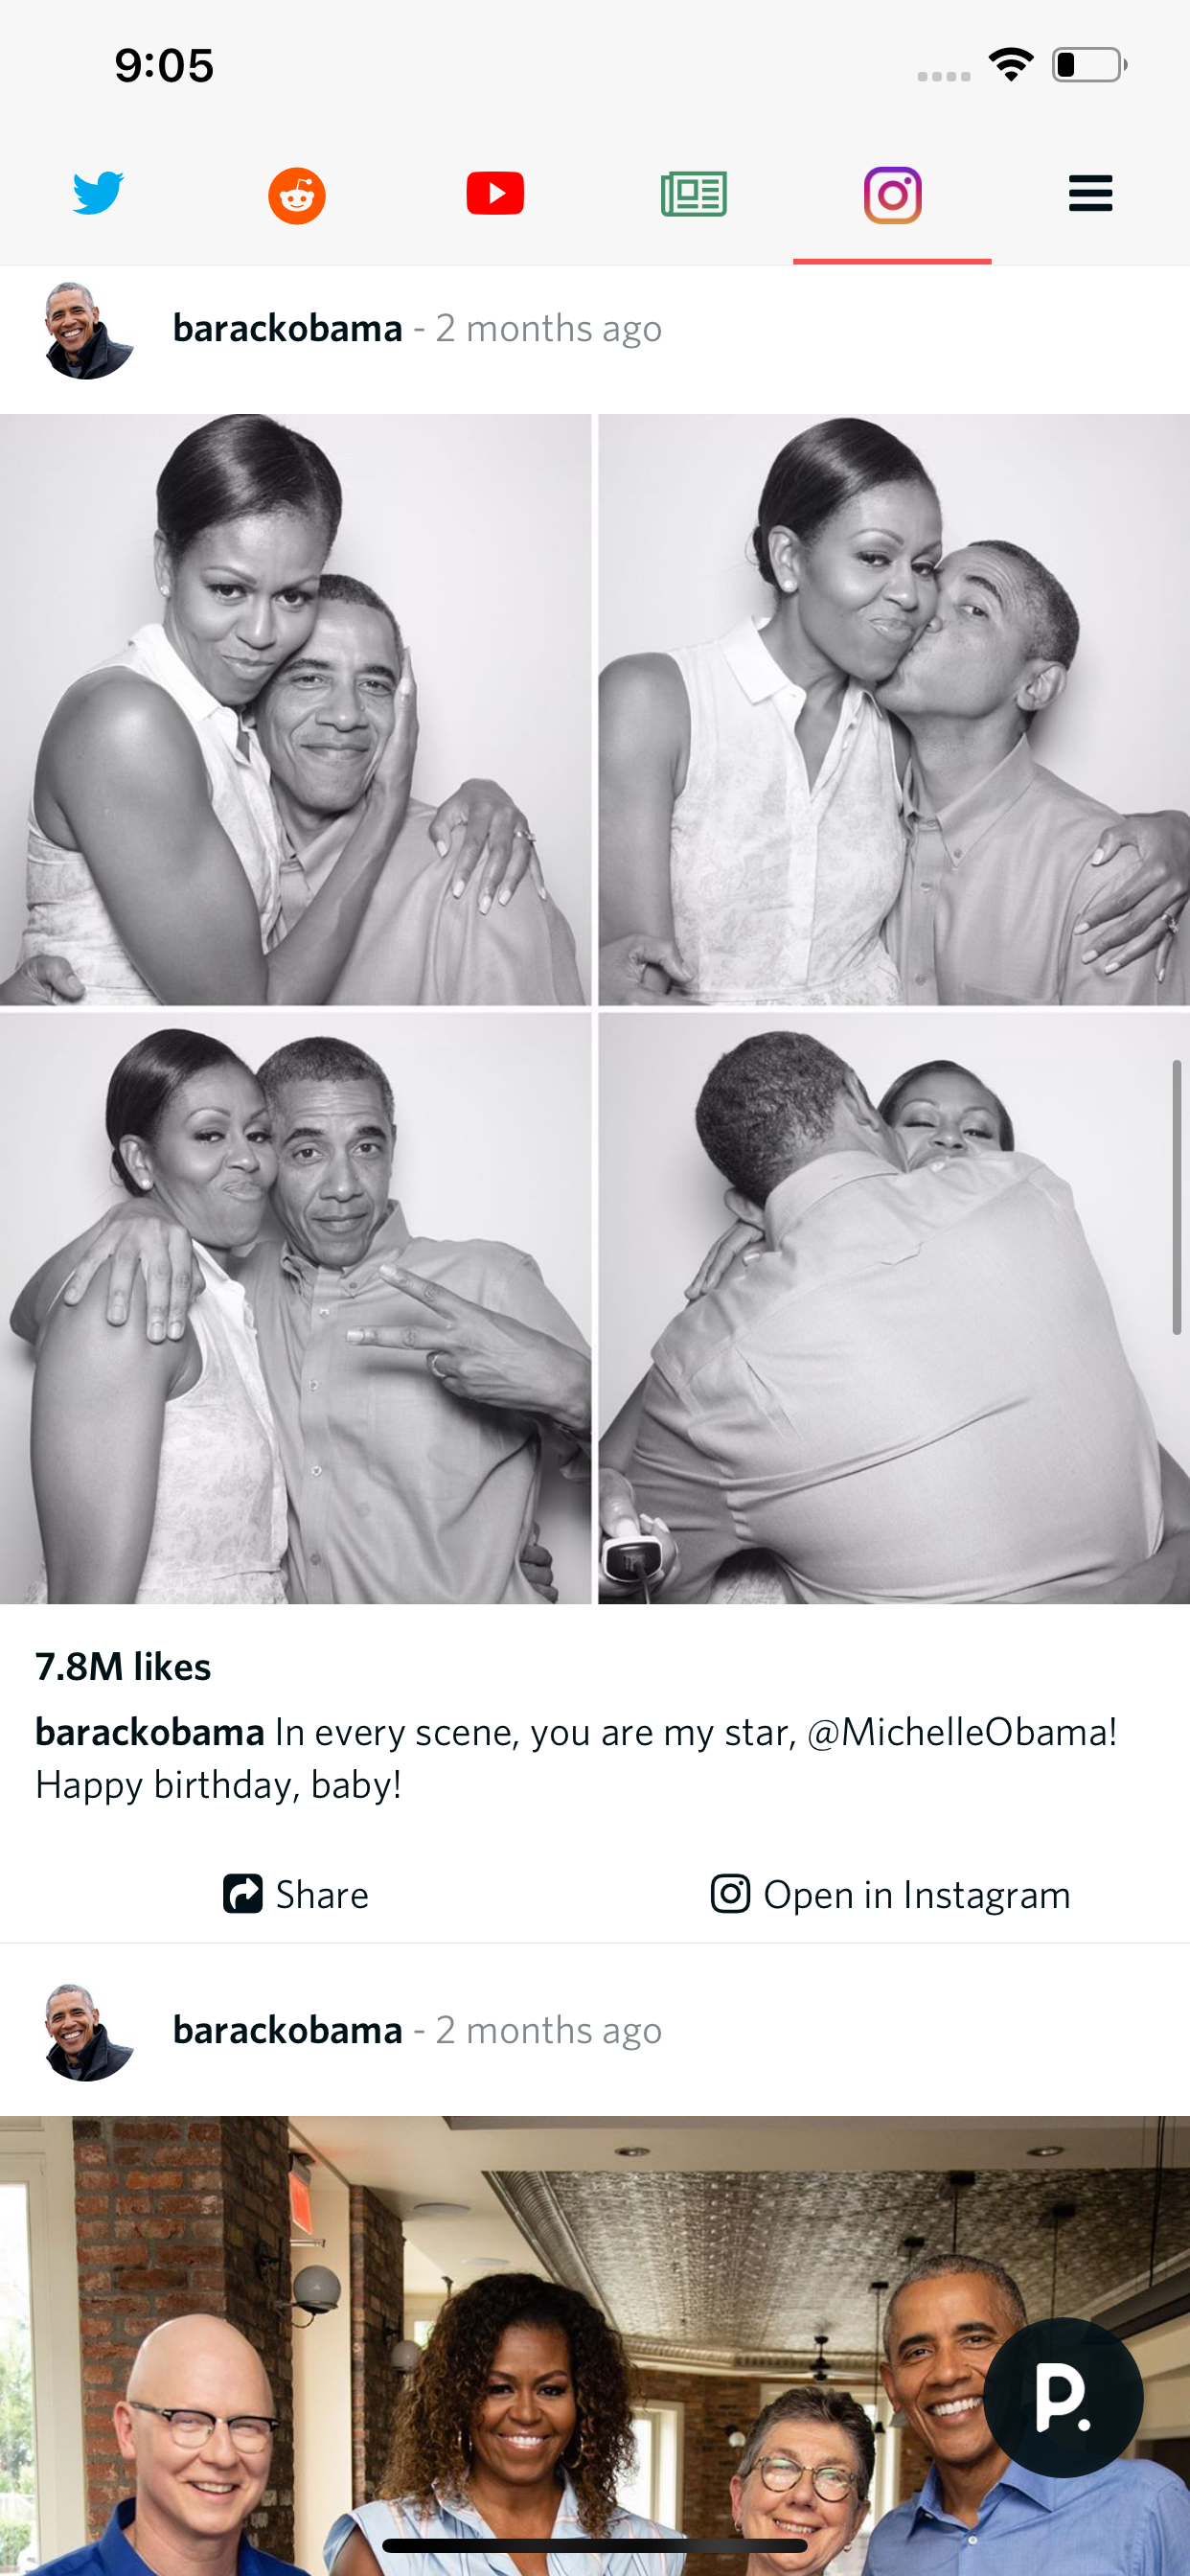 9:05
barackobama - 2 months ago
7.8M likes
barackobama In every scene, you are my star, @MichelleObama!
Happy birthday, baby!
Share
Open in Instagram
barackobama - 2 months ago
P.